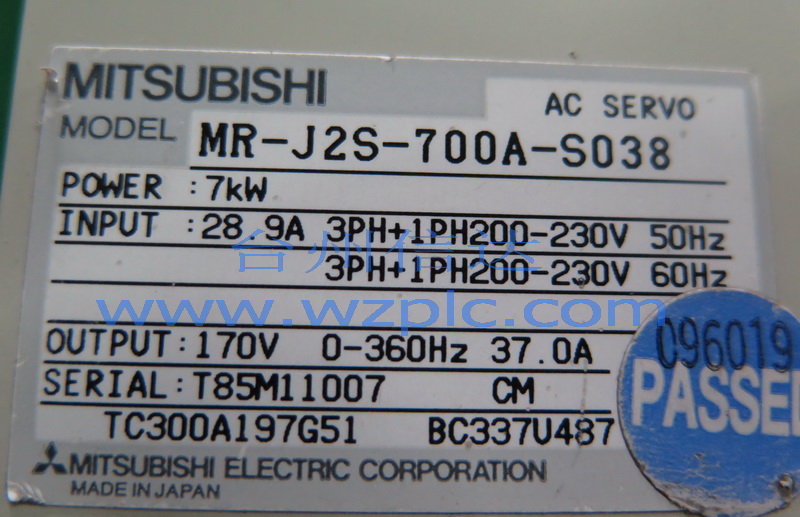 MITSUBISHI
AC SERVO
MODEL MR-J2S-700A-S038
POWER :7kW
INPUT :28.9A 3PH+1PH200-230V 50Hz
3PH+1PH200-230V 60Hz
台州信达
www.wzplc.com
OUTPUT:170V 0-360Hz 37.0A
SERIAL:T85M11007 CM
TC300A197G51 BC337U487
096019
PASSED
MITSUBISHI ELECTRIC CORPORATION
MADE IN JAPAN